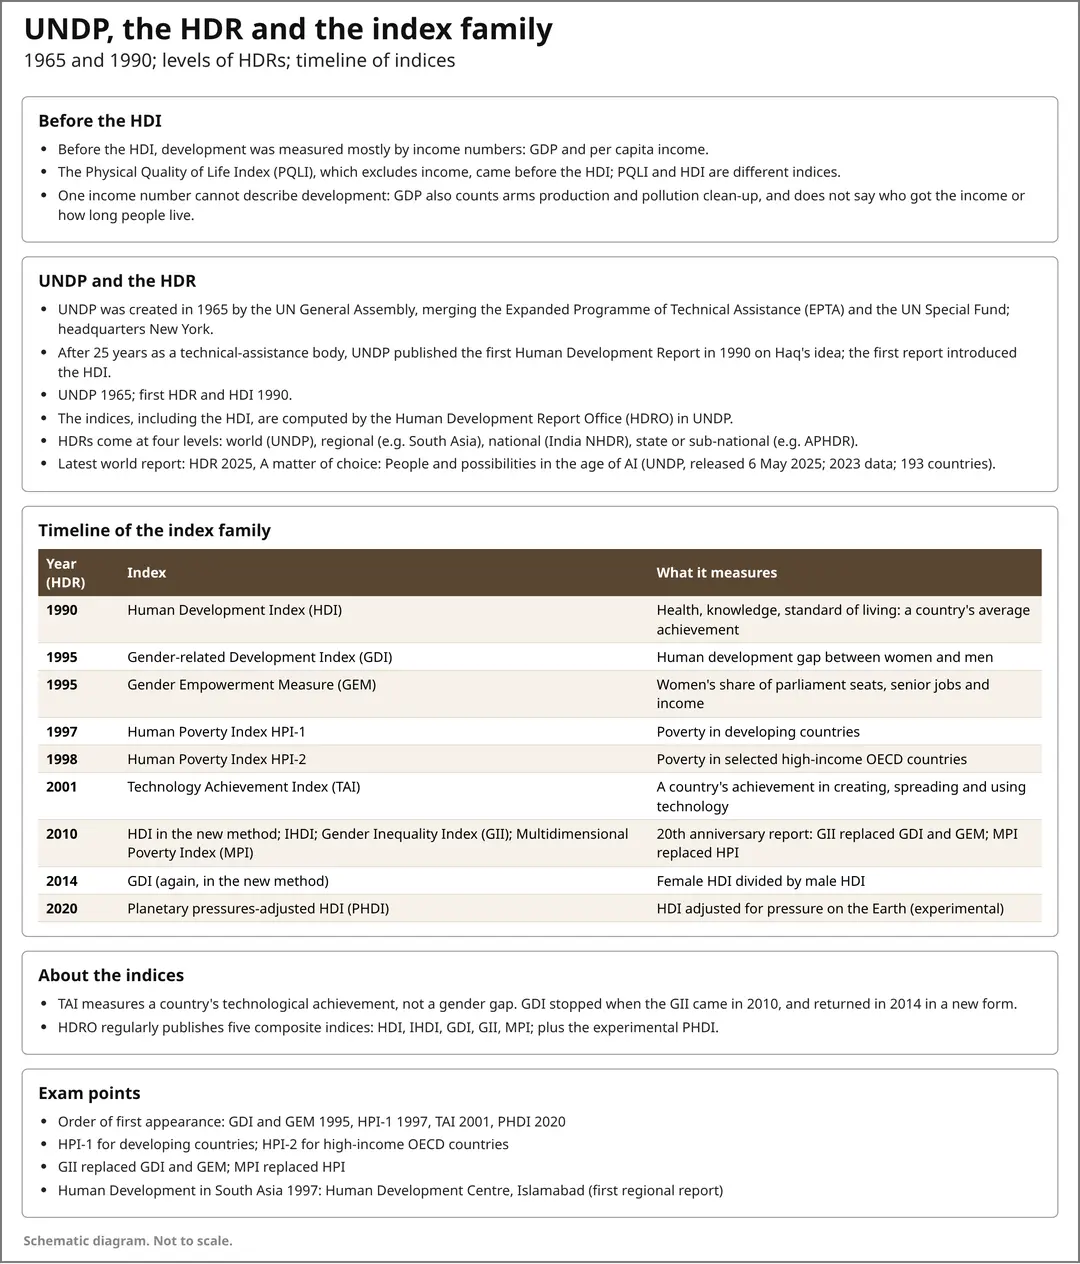 UNDP, the HDR and the index family
1965 and 1990; levels of HDRs; timeline of indices
Before the HDI
• Before the HDI, development was measured mostly by income numbers: GDP and per capita income.
• The Physical Quality of Life Index (PQLI), which excludes income, came before the HDI; PQLI and HDI are different indices.
• One income number cannot describe development: GDP also counts arms production and pollution clean-up, and does not say who got the income or
how long people live.
UNDP and the HDR
• UNDP was created in 1965 by the UN General Assembly, merging the Expanded Programme of Technical Assistance (EPTA) and the UN Special Fund;
headquarters New York.
• After 25 years as a technical-assistance body, UNDP published the first Human Development Report in 1990 on Haq's idea; the first report introduced
the HDI.
• UNDP 1965; first HDR and HDI 1990.
• The indices, including the HDI, are computed by the Human Development Report Office (HDRO) in UNDP.
• HDRs come at four levels: world (UNDP), regional (e.g. South Asia), national (India NHDR), state or sub-national (e.g. APHDR).
• Latest world report: HDR 2025, A matter of choice: People and possibilities in the age of AI (UNDP, released 6 May 2025; 2023 data; 193 countries).
Timeline of the index family
Year
(HDR)
Index
What it measures
1990
Human Development Index (HDI)
Health, knowledge, standard of living: a country's average
achievement
1995
Gender-related Development Index (GDI)
Human development gap between women and men
1995
Gender Empowerment Measure (GEM)
Women's share of parliament seats, senior jobs and
income
1997
Human Poverty Index HPI-1
Poverty in developing countries
1998
Human Poverty Index HPI-2
Poverty in selected high-income OECD countries
2001
Technology Achievement Index (TAI)
A country's achievement in creating, spreading and using
technology
2010
HDI in the new method; IHDI; Gender Inequality Index (GII); Multidimensional
Poverty Index (MPI)
20th anniversary report: GII replaced GDI and GEM; MPI
replaced HPI
2014
GDI (again, in the new method)
Female HDI divided by male HDI
2020
Planetary pressures-adjusted HDI (PHDI)
HDI adjusted for pressure on the Earth (experimental)
About the indices
• TAI measures a country's technological achievement, not a gender gap. GDI stopped when the GII came in 2010, and returned in 2014 in a new form.
• HDRO regularly publishes five composite indices: HDI, IHDI, GDI, GII, MPI; plus the experimental PHDI.
Exam points
• Order of first appearance: GDI and GEM 1995, HPI-1 1997, TAI 2001, PHDI 2020
• HPI-1 for developing countries; HPI-2 for high-income OECD countries
• GII replaced GDI and GEM; MPI replaced HPI
• Human Development in South Asia 1997: Human Development Centre, Islamabad (first regional report)
Schematic diagram. Not to scale.